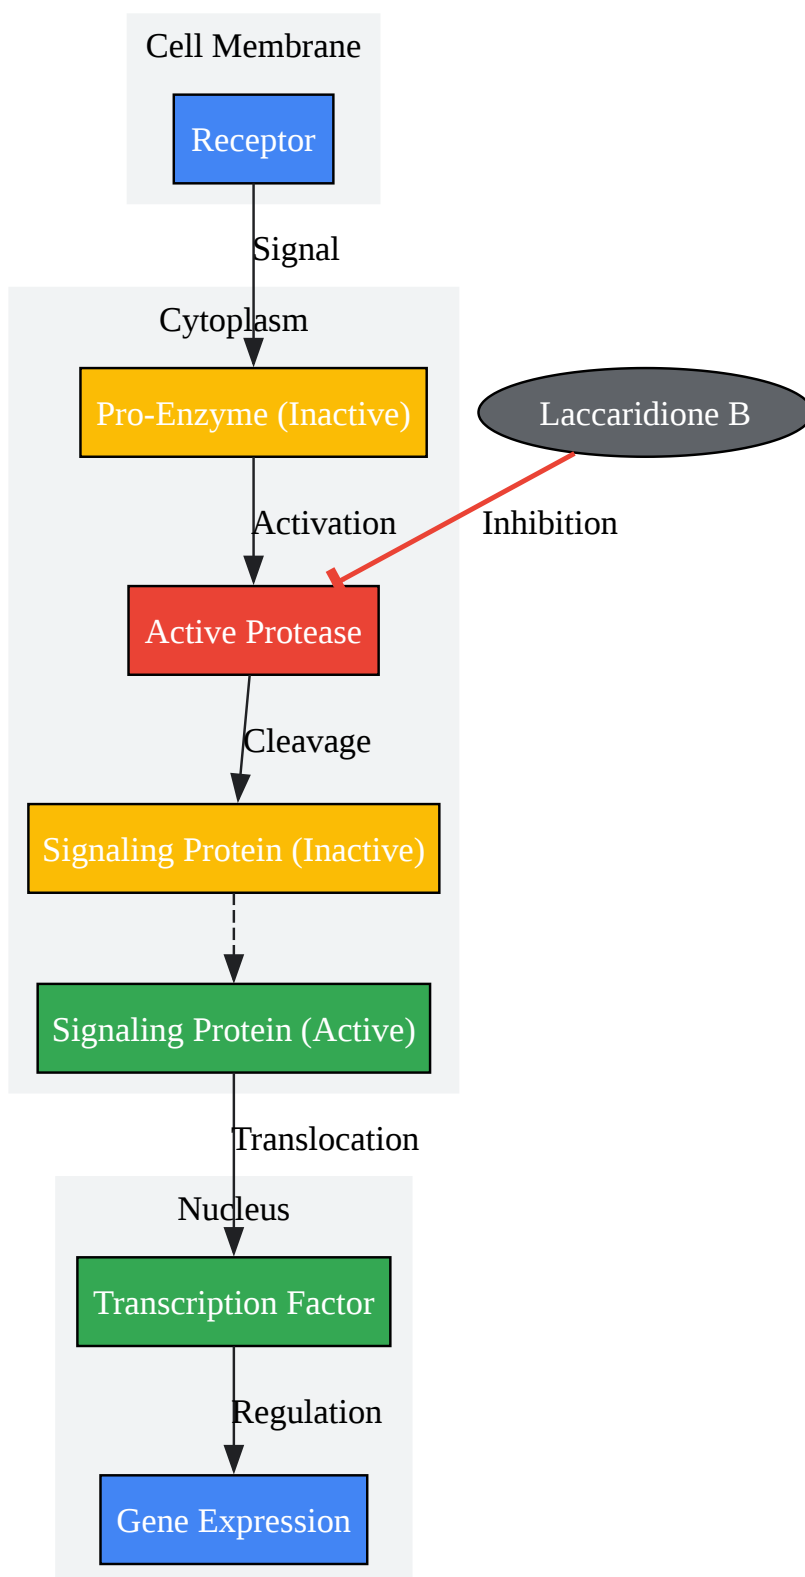 Cell Membrane
Receptor
Signal
Cytoplasm
Pro-Enzyme (Inactive)
Laccaridione B
Activation
Inhibition
Active Protease
Cleavage
Signaling Protein (Inactive)
Signaling Protein (Active)
Translocation
Nucleus
Transcription Factor
Regulation
Gene Expression